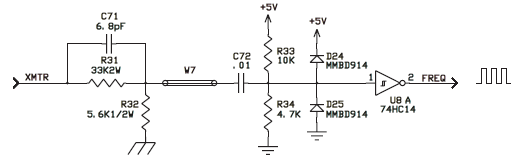 C71
6.8pF
+5V
+5V
R31
33K2W
XMTR
W7
C72
.01
R33
10K
D24
MMBD914
1
2
FREQ
R32
5.6K1/2W
R34
4.7K
D25
MMBD914
U8 A
74HC14